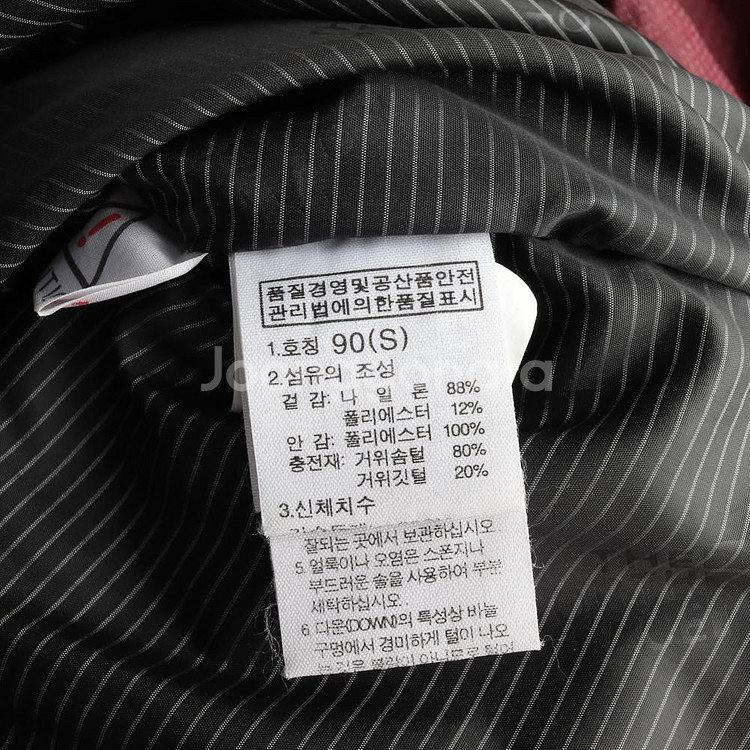 품질경영및공산품안전
관리법에의한품질표시
1.호칭 90(S)
2.섬유의 조성
겉 감: 나 일 론 88%
폴리에스터 12%
안 감: 폴리에스터 100%
충전재: 거위솜털 80%
거위깃털 20%
3.신체치수
잘되는 곳에서 보관하십시오.
5. 얼룩이나 오염은 스폰지나
부드러운 솔을 사용하여 부분
세탁하십시오.
6. 다운(DOWN)의 특성상 바늘
구멍에서 경미하게 털이 나오